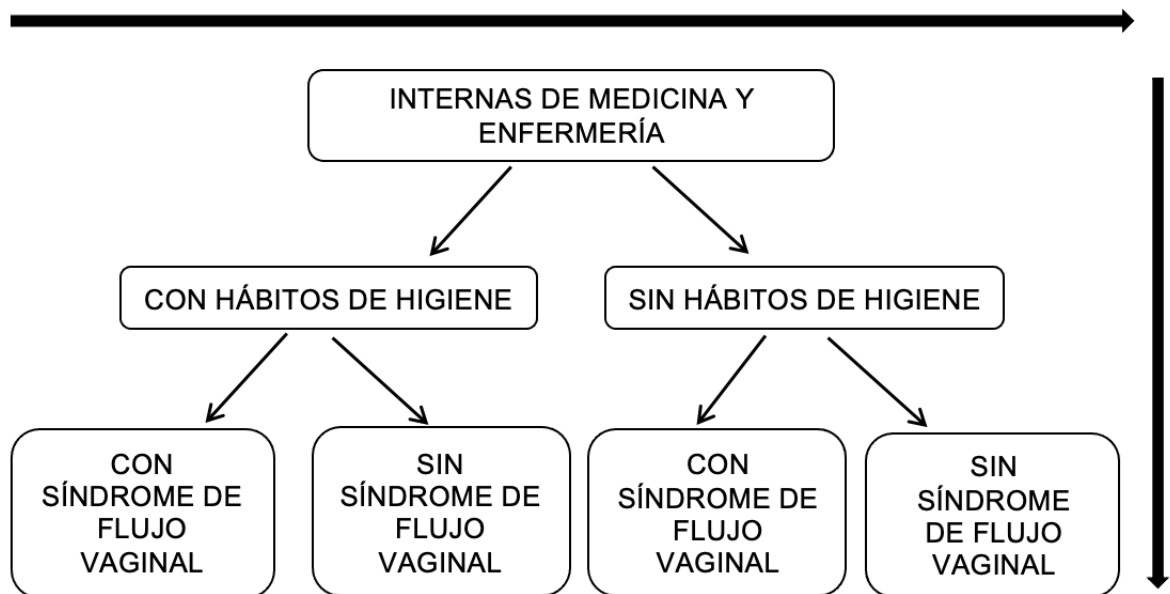 INTERNAS DE MEDICINA Y
ENFERMERÍA
CON HÁBITOS DE HIGIENE
SIN HÁBITOS DE HIGIENE
CON
SÍNDROME DE
FLUJO
VAGINAL
SIN
SÍNDROME DE
FLUJO
VAGINAL
CON
SÍNDROME DE
FLUJO
VAGINAL
SIN
SÍNDROME
DE FLUJO
VAGINAL